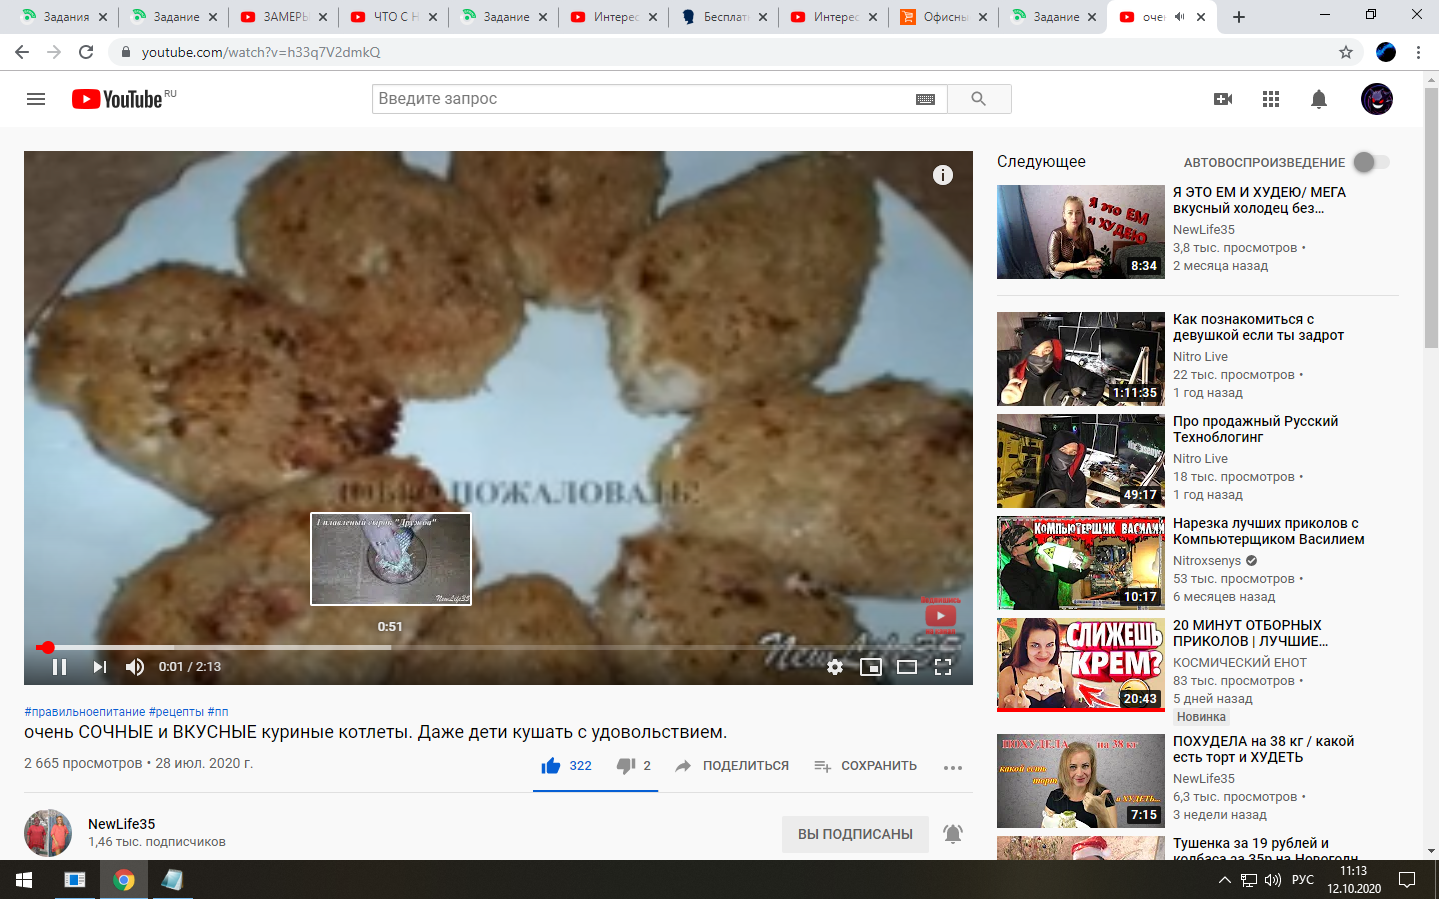 Задания
Задание
ЗАМЕРЫ
ЧТО С Н
Задание
Интерес
Бесплат
Интерес
Офисны
Задание
оче
youtube.com/watch?v=h33q7V2dmkQ
YouTube RU
Введите запрос
ДОБРО ПОЖАЛОВАТЬ!
1 плавленый сырок "Дружба"
NewLife35
0:51
NewLife35
0:01 / 2:13
#правильноепитание #рецепты #пп
очень СОЧНЫЕ и ВКУСНЫЕ куриные котлеты. Даже дети кушать с удовольствием.
2 665 просмотров • 28 июл. 2020 г.
322
2
ПОДЕЛИТЬСЯ
СОХРАНИТЬ
NewLife35
1,46 тыс. подписчиков
ВЫ ПОДПИСАНЫ
Следующее
АВТОВОСПРОИЗВЕДЕНИЕ
Я это ЕМ
и ХУДЕЮ
8:34
Я ЭТО ЕМ И ХУДЕЮ/ МЕГА
вкусный холодец без...
NewLife35
3,8 тыс. просмотров •
2 месяца назад
1:11:35
Как познакомиться с
девушкой если ты задрот
Nitro Live
22 тыс. просмотров •
1 год назад
49:17
Про продажный Русский
Техноблогинг
Nitro Live
18 тыс. просмотров •
1 год назад
КОМПЬЮТЕРЩИК ВАСИЛИЙ
10:17
Нарезка лучших приколов с
Компьютерщиком Василием
Nitroxsenys
53 тыс. просмотров •
6 месяцев назад
СЛИЖЕШЬ
КРЕМ?
20:43
20 МИНУТ ОТБОРНЫХ
ПРИКОЛОВ | ЛУЧШИЕ...
КОСМИЧЕСКИЙ ЕНОТ
83 тыс. просмотров •
5 дней назад
Новинка
ПОХУДЕЛА на 38 кг
какой есть
торт
и ХУДЕТЬ...
7:15
ПОХУДЕЛА на 38 кг / какой
есть торт и ХУДЕТЬ
NewLife35
6,3 тыс. просмотров •
3 недели назад
Тушенка за 19 рублей и
колбаса за 35р на Новогодн
РУС
11:13
12.10.2020